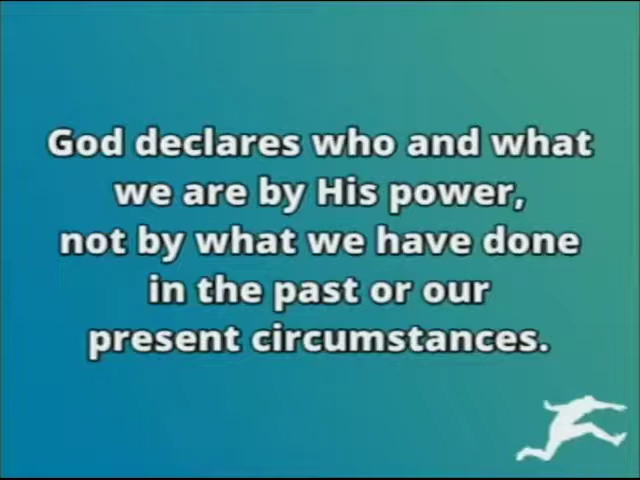 God declares who and what
we are by His power,
not by what we have done
in the past or our
present circumstances.